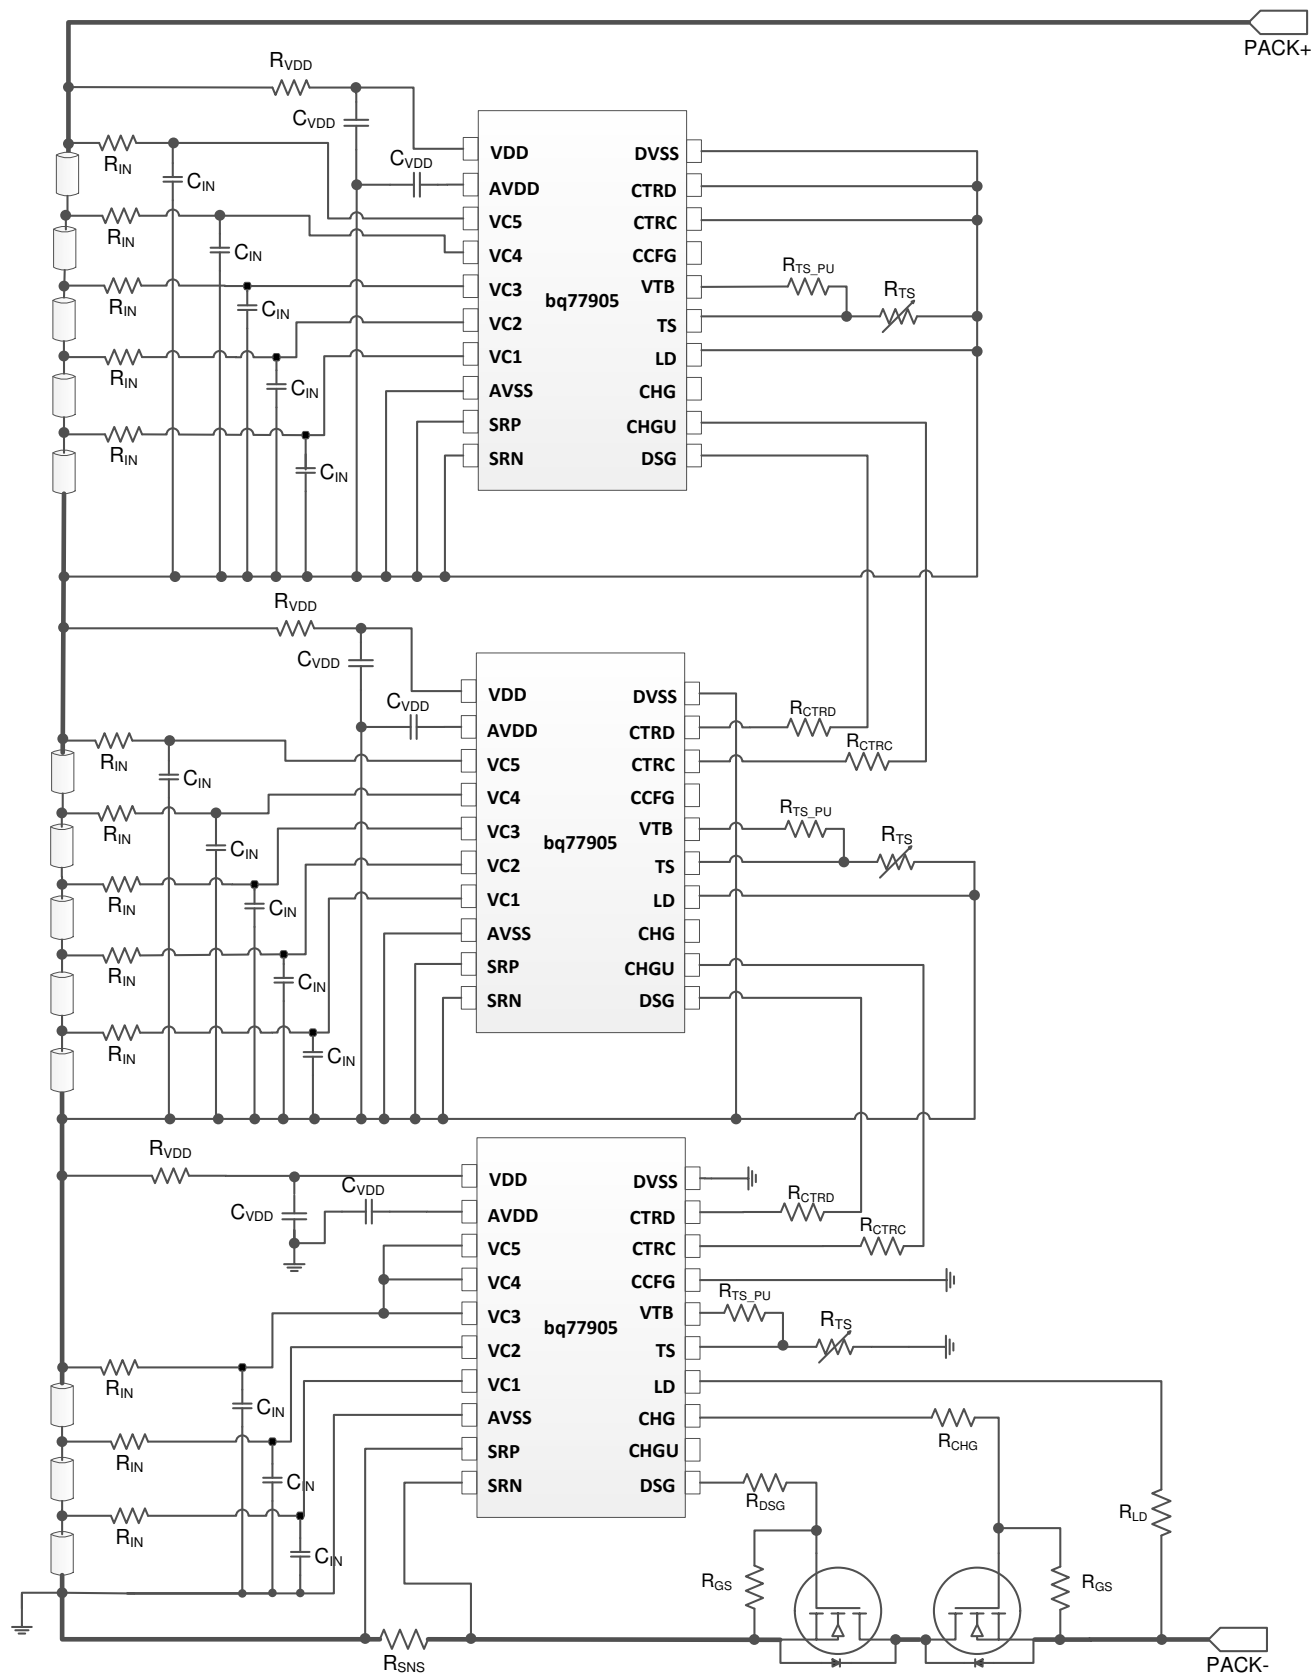 PACK+
RVDD
CVDD
CVDD
RIN
CIN
RIN
CIN
RIN
CIN
RIN
CIN
RIN
CIN
VDD
AVDD
VC5
VC4
VC3
VC2
VC1
AVSS
SRP
SRN
bq77905
DVSS
CTRD
CTRC
CCFG
VTB
TS
LD
CHG
CHGU
DSG
RTS_PU
RTS
RVDD
CVDD
CVDD
RIN
CIN
RIN
CIN
RIN
CIN
RIN
CIN
RIN
CIN
VDD
AVDD
VC5
VC4
VC3
VC2
VC1
AVSS
SRP
SRN
bq77905
DVSS
CTRD
CTRC
CCFG
VTB
TS
LD
CHG
CHGU
DSG
RCTRD
RCTRC
RTS_PU
RTS
RVDD
CVDD
CVDD
RIN
CIN
RIN
CIN
RIN
CIN
VDD
AVDD
VC5
VC4
VC3
VC2
VC1
AVSS
SRP
SRN
bq77905
DVSS
CTRD
CTRC
CCFG
VTB
TS
LD
CHG
CHGU
DSG
RCTRD
RCTRC
RTS_PU
RTS
RCHG
RDSG
RLD
RGS
RGS
RSNS
PACK-